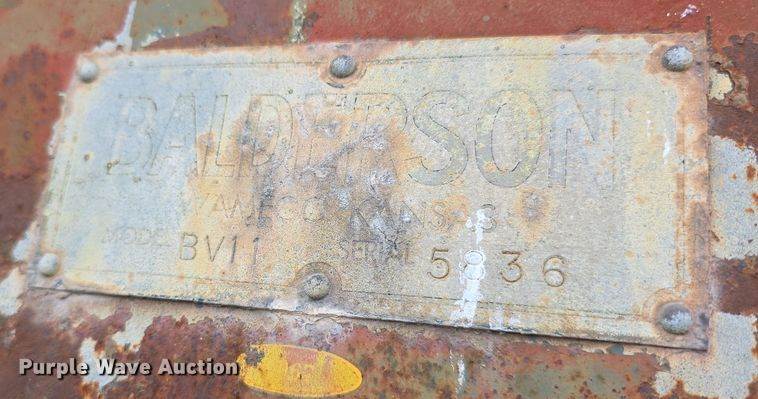 BALDERSON
WAMEGO, KANSAS
MODEL BV11 SERIAL 5836
Purple Wave Auction